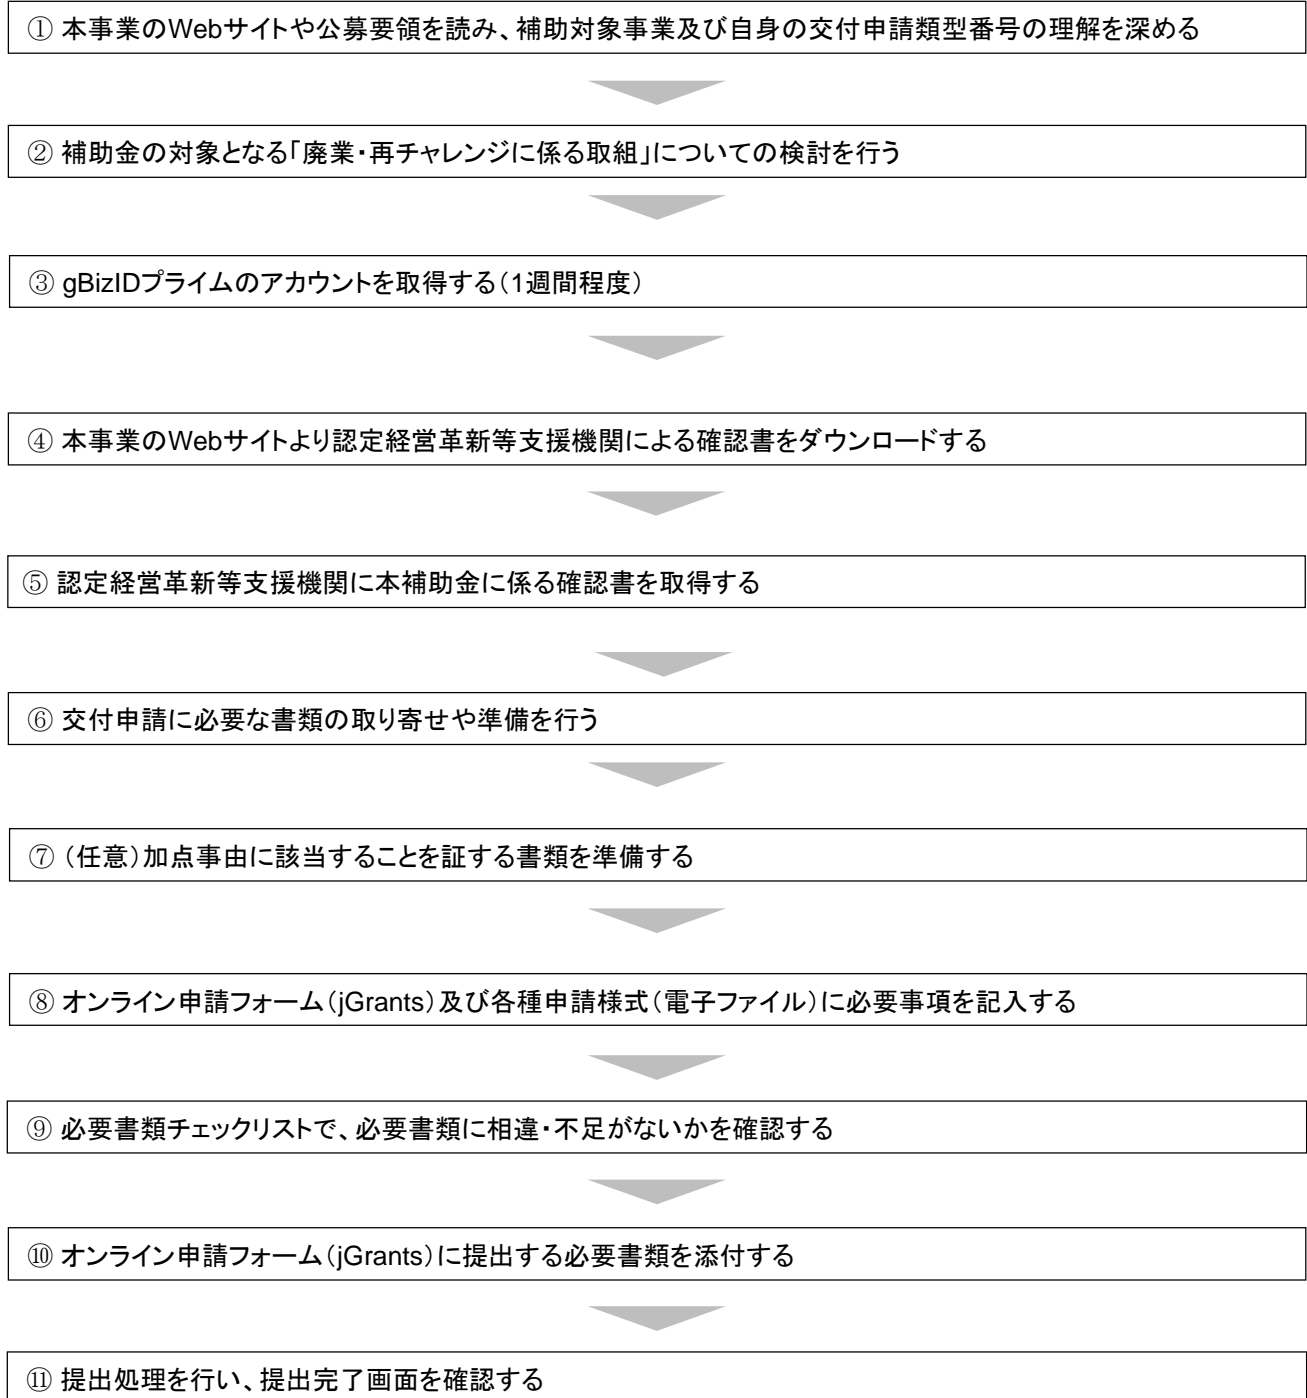 ① 本事業のWebサイトや公募要領を読み、補助対象事業及び自身の交付申請類型番号の理解を深める
② 補助金の対象となる「廃業・再チャレンジに係る取組」についての検討を行う
③ gBizIDプライムのアカウントを取得する（1週間程度）
④ 本事業のWebサイトより認定経営革新等支援機関による確認書をダウンロードする
⑤ 認定経営革新等支援機関に本補助金に係る確認書を取得する
⑥ 交付申請に必要な書類の取り寄せや準備を行う
⑦ （任意）加点事由に該当することを証する書類を準備する
⑧ オンライン申請フォーム（jGrants）及び各種申請様式（電子ファイル）に必要事項を記入する
⑨ 必要書類チェックリストで、必要書類に相違・不足がないかを確認する
⑩ オンライン申請フォーム（jGrants）に提出する必要書類を添付する
⑪ 提出処理を行い、提出完了画面を確認する